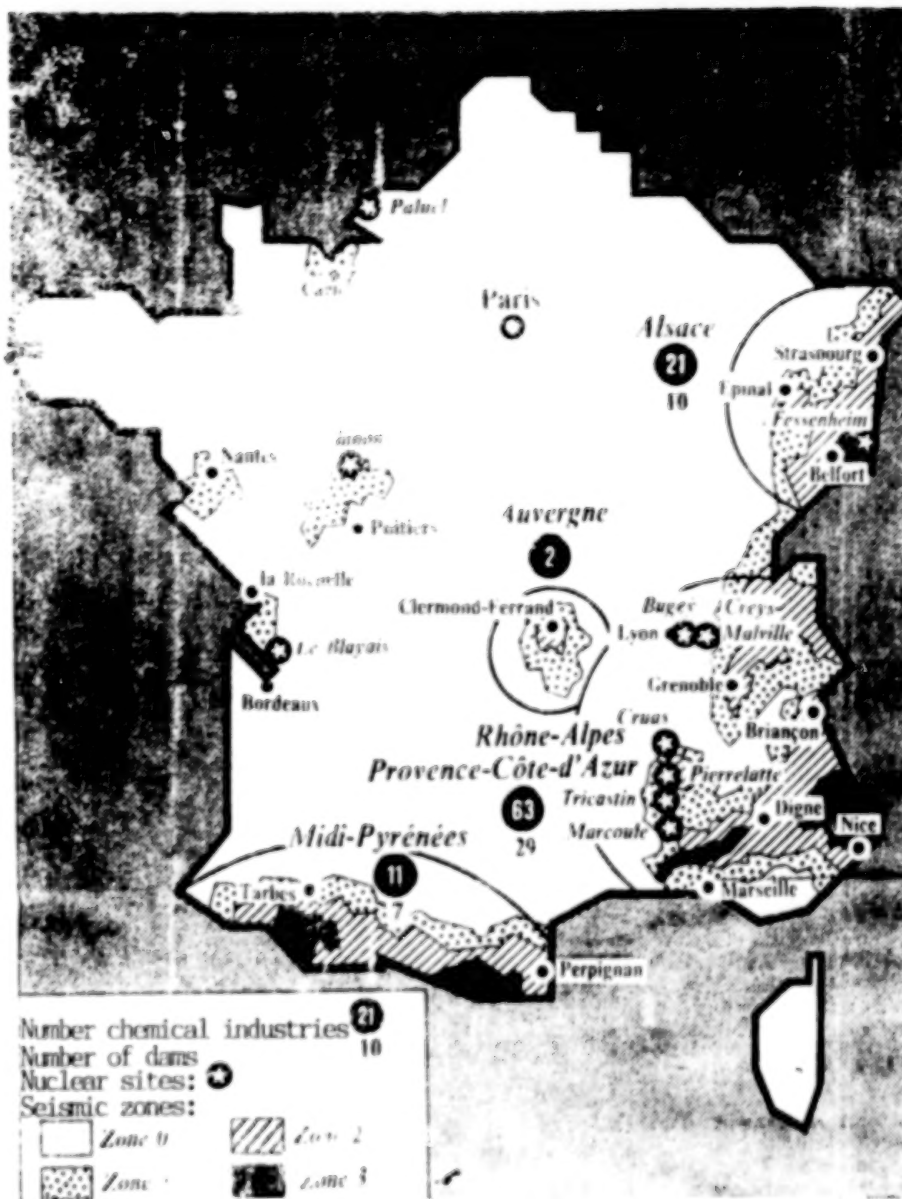 Paluel
Paris
Alsace
21
10
Strasbourg
Epinal
Fessenheim
Belfort
Nantes
Poitiers
Auvergne
2
Clermond-Ferrand
Bugey
Creys
Lyon
Malville
Le Blayais
Bordeaux
Grenoble
Cruas
Briançon
Rhône-Alpes
Provence-Côte-d'Azur
Pierrelatte
Tricastin
63
Digne
Nice
Marcoule
29
Midi-Pyrénées
11
Tarbes
7
Marseille
Perpignan
Number chemical industries 21
10
Number of dams
Nuclear sites:
Seismic zones:
Zone 0
Zone 2
Zone
Zone 3